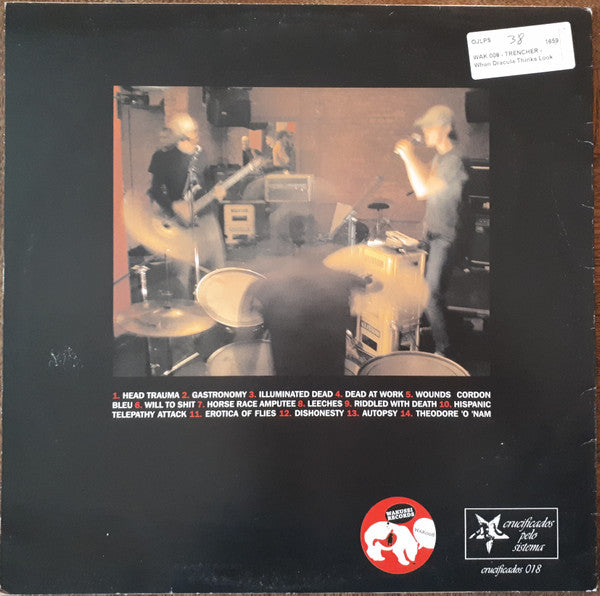 DJLPS 38 1659
WAK 008 - TRENCHER -
When Dracula Thinks Look
1. HEAD TRAUMA 2. GASTRONOMY 3. ILLUMINATED DEAD 4. DEAD AT WORK 5. WOUNDS CORDON
BLEU 6. WILL TO SHIT 7. HORSE RACE AMPUTEE 8. LEECHES 9. RIDDLED WITH DEATH 10. HISPANIC
TELEPATHY ATTACK 11. EROTICA OF FLIES 12. DISHONESTY 13. AUTOPSY 14. THEODORE 'O 'NAM
WAKUSEI
RECORDS
crucificados
pelo
sistema
crucificados 018